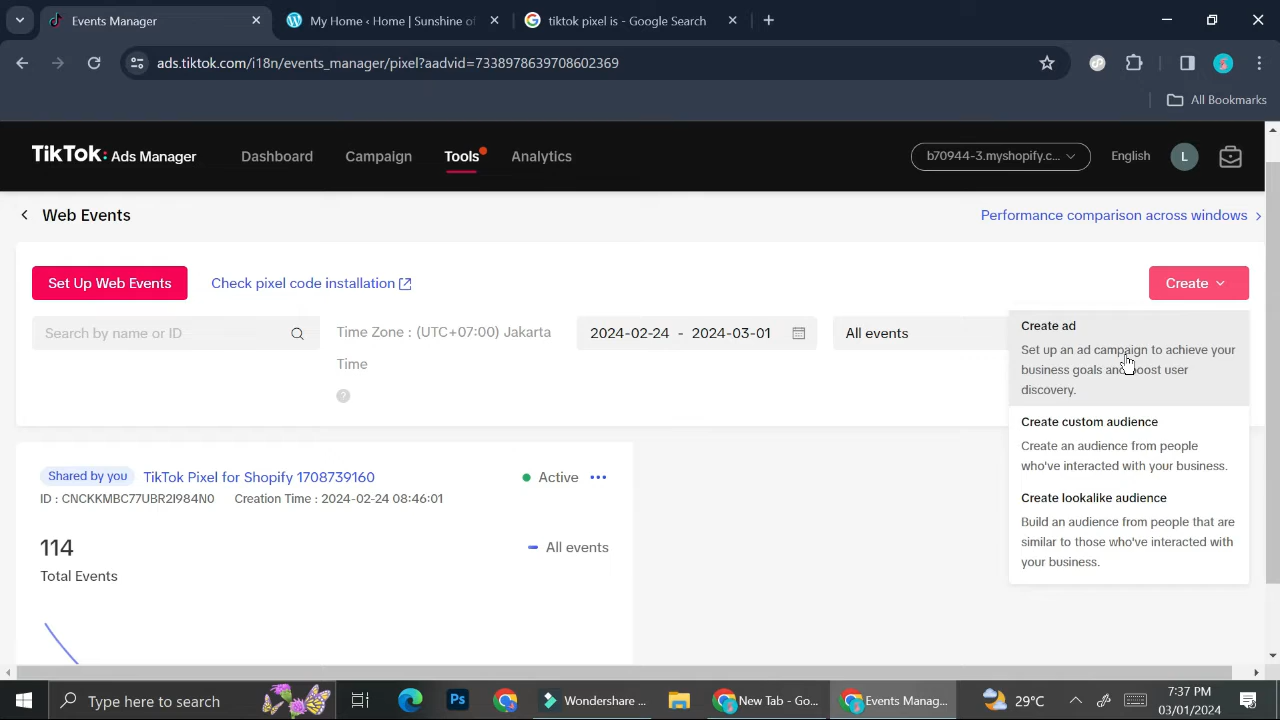 Events Manager
My Home ‹ Home | Sunshine of
tiktok pixel is - Google Search
ads.tiktok.com/i18n/events_manager/pixel?aadvid=7338978639708602369
All Bookmarks
TikTok: Ads Manager
Dashboard
Campaign
Tools
Analytics
b70944-3.myshopify.c...
English
L
Web Events
Performance comparison across windows
Set Up Web Events
Check pixel code installation
Create
Search by name or ID
Time Zone : (UTC+07:00) Jakarta
Time
?
2024-02-24 - 2024-03-01
All events
Create ad
Set up an ad campaign to achieve your
business goals and boost user
discovery.
Create custom audience
Create an audience from people
who've interacted with your business.
Create lookalike audience
Build an audience from people that are
similar to those who've interacted with
your business.
Shared by you
TikTok Pixel for Shopify 1708739160
Active
ID : CNCKKMBC77UBR2I984N0
Creation Time : 2024-02-24 08:46:01
114
Total Events
All events
Type here to search
Ps
Wondershare ...
New Tab - Go...
Events Manag...
29°C
7:37 PM
03/01/2024